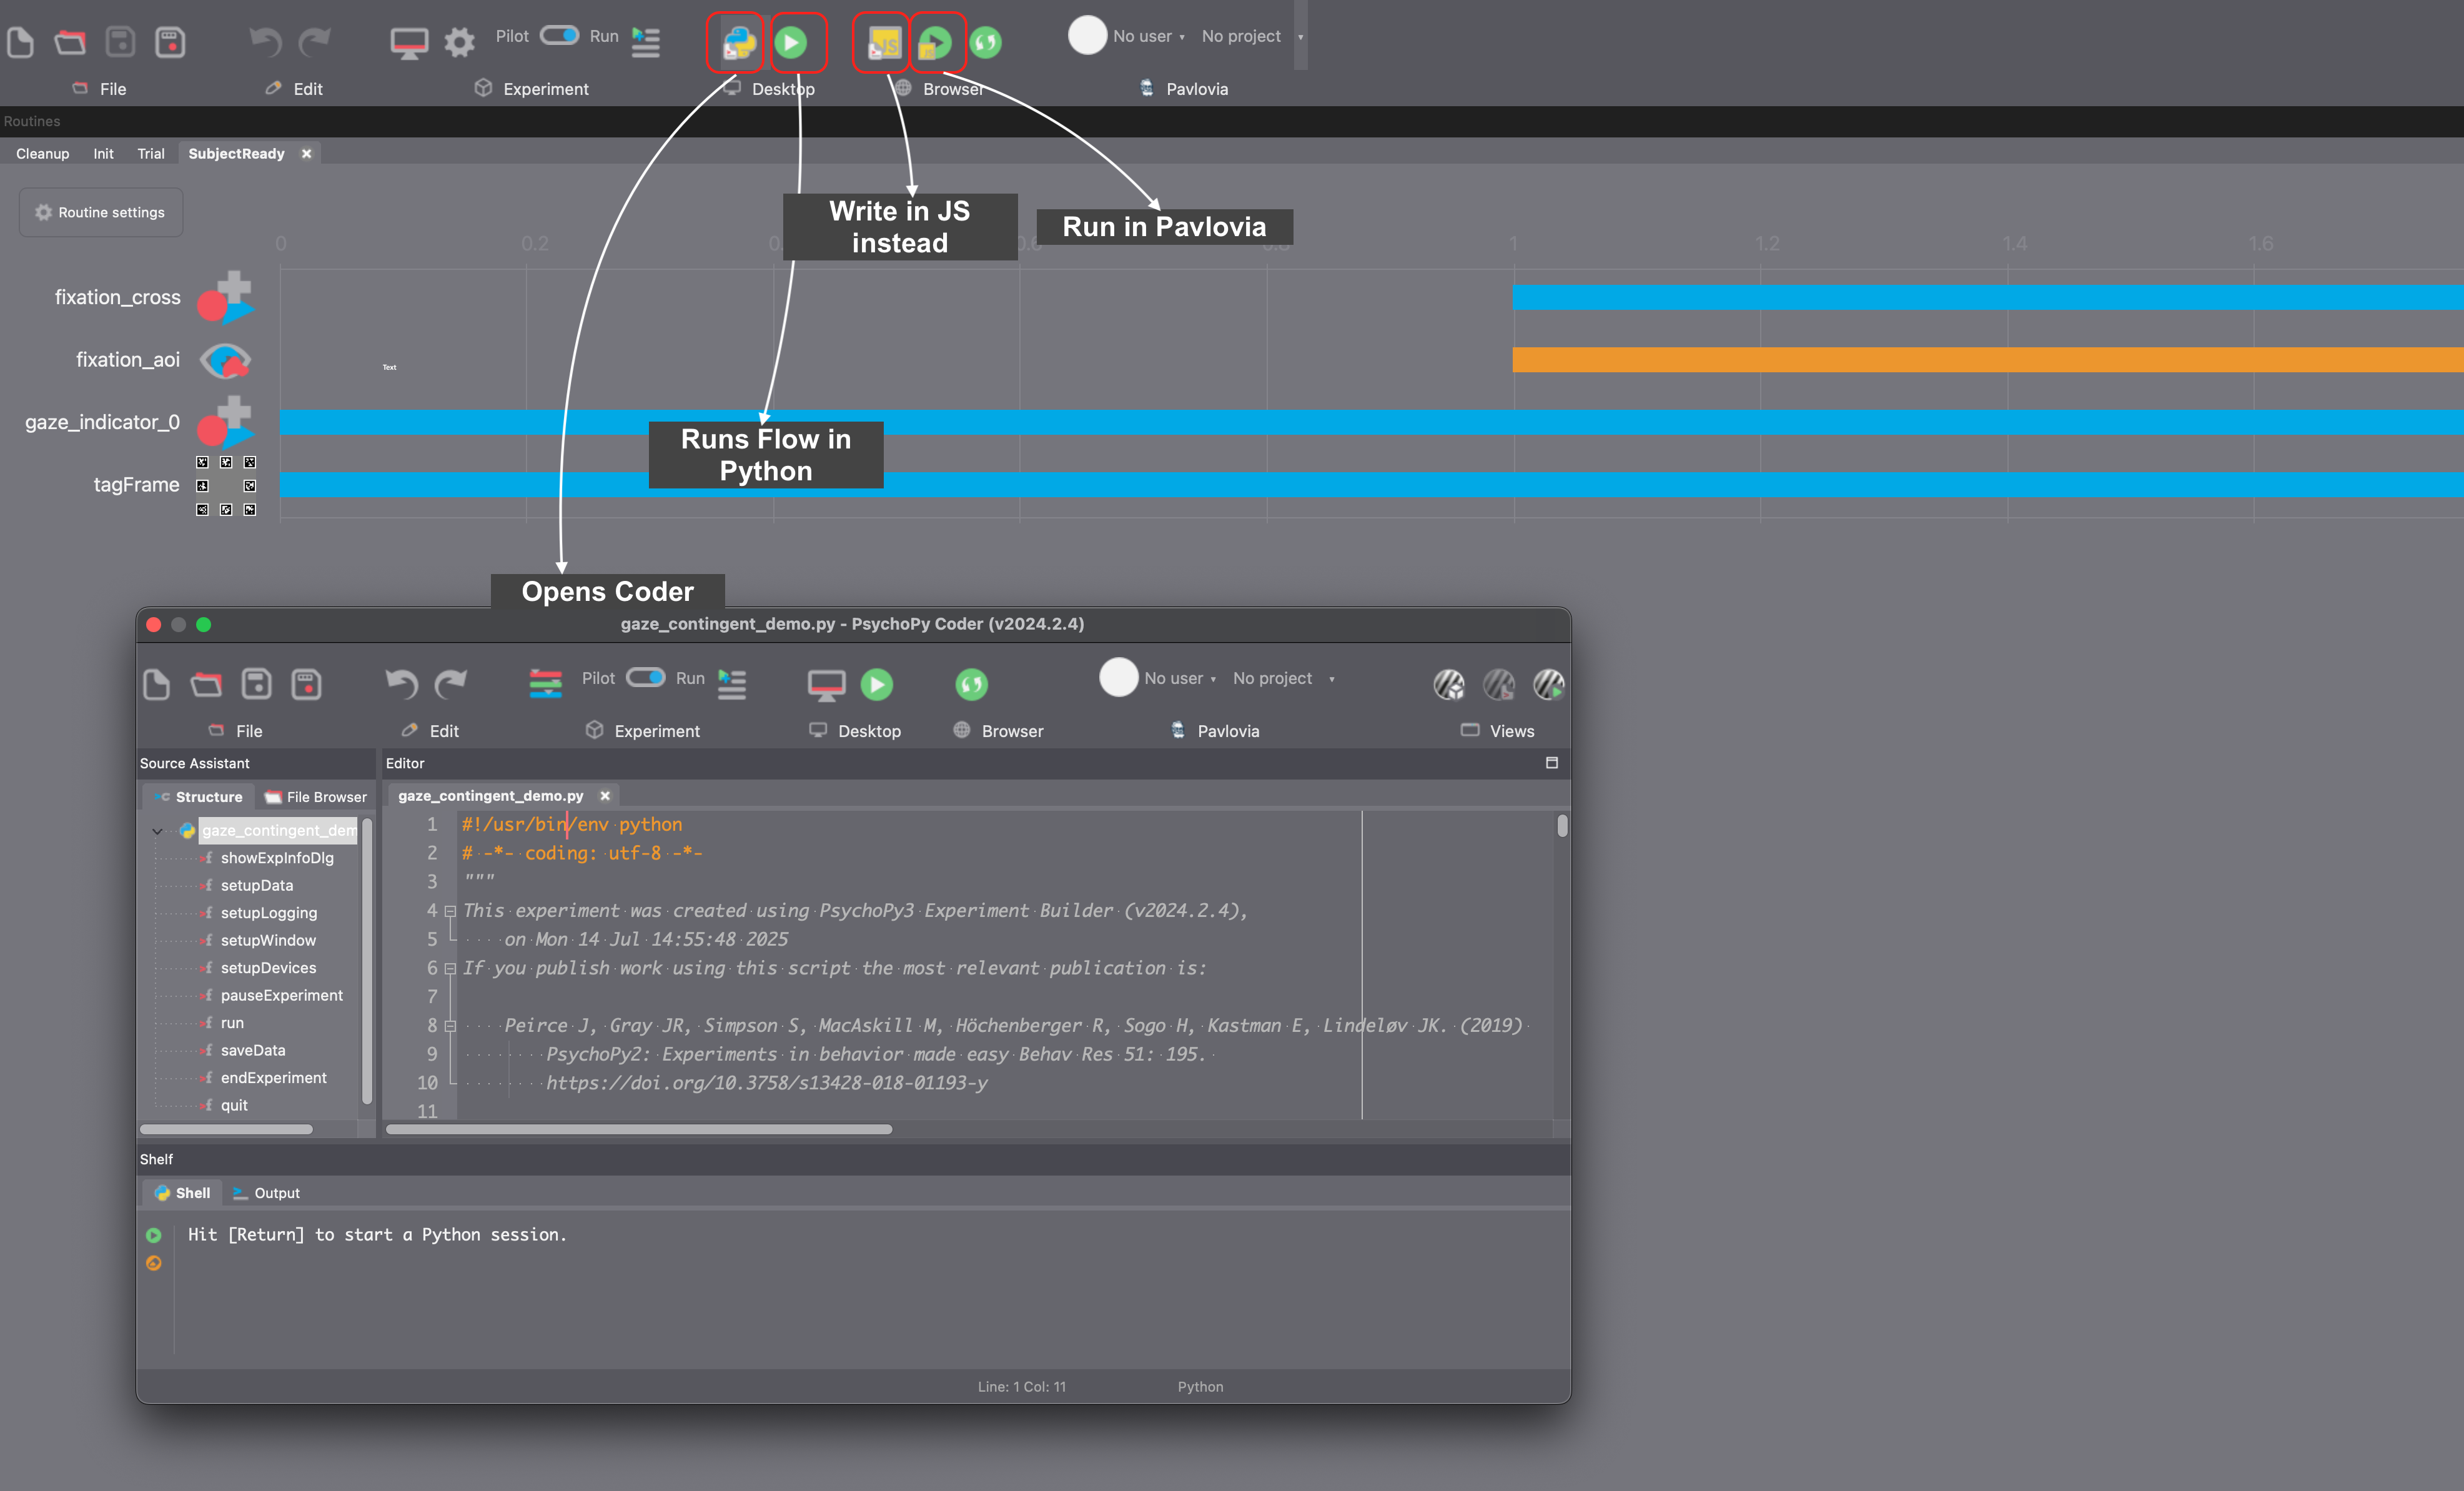 Pilot Run No user No project
File Edit Experiment Desktop Browser Pavlovia
Routines
Cleanup Init Trial SubjectReady
Write in JS
instead
Run in Pavlovia
Routine settings
0 0.2 0.6 1 1.2 1.4 1.6
fixation_cross
fixation_aoi
Text
gaze_indicator_0
Runs Flow in
Python
tagFrame
Opens Coder
gaze_contingent_demo.py - PsychoPy Coder (v2024.2.4)
Pilot Run No user No project
File Edit Experiment Desktop Browser Pavlovia Views
Source Assistant
Structure File Browser
gaze_contingent_dem
showExpInfoDlg
setupData
setupLogging
setupWindow
setupDevices
pauseExperiment
run
saveData
endExperiment
quit
Editor
gaze_contingent_demo.py
1 #!/usr/bin/env python
2 # -*- coding: utf-8 -*-
3 """
4 This experiment was created using PsychoPy3 Experiment Builder (v2024.2.4),
5 on Mon 14 Jul 14:55:48 2025
6 If you publish work using this script the most relevant publication is:
7
8 Peirce J, Gray JR, Simpson S, MacAskill M, Höchenberger R, Sogo H, Kastman E, Lindeløv JK. (2019)
9 PsychoPy2: Experiments in behavior made easy Behav Res 51: 195.
10 https://doi.org/10.3758/s13428-018-01193-y
11
Shelf
Shell Output
Hit [Return] to start a Python session.
Line: 1 Col: 11 Python